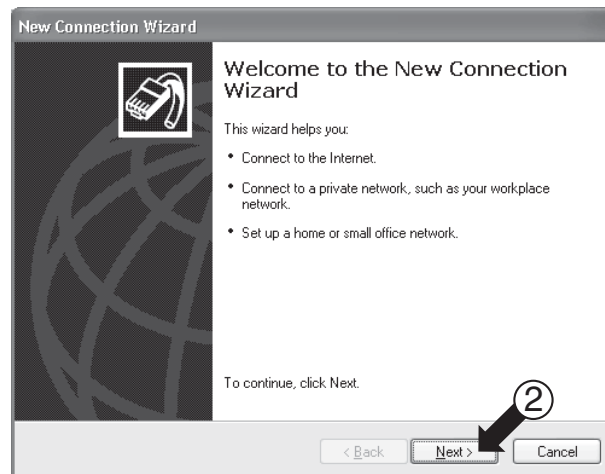 New Connection Wizard
Welcome to the New Connection
Wizard
This wizard helps you:
• Connect to the Internet.
• Connect to a private network, such as your workplace
network.
• Set up a home or small office network.
To continue, click Next.
②
< Back Next > Cancel